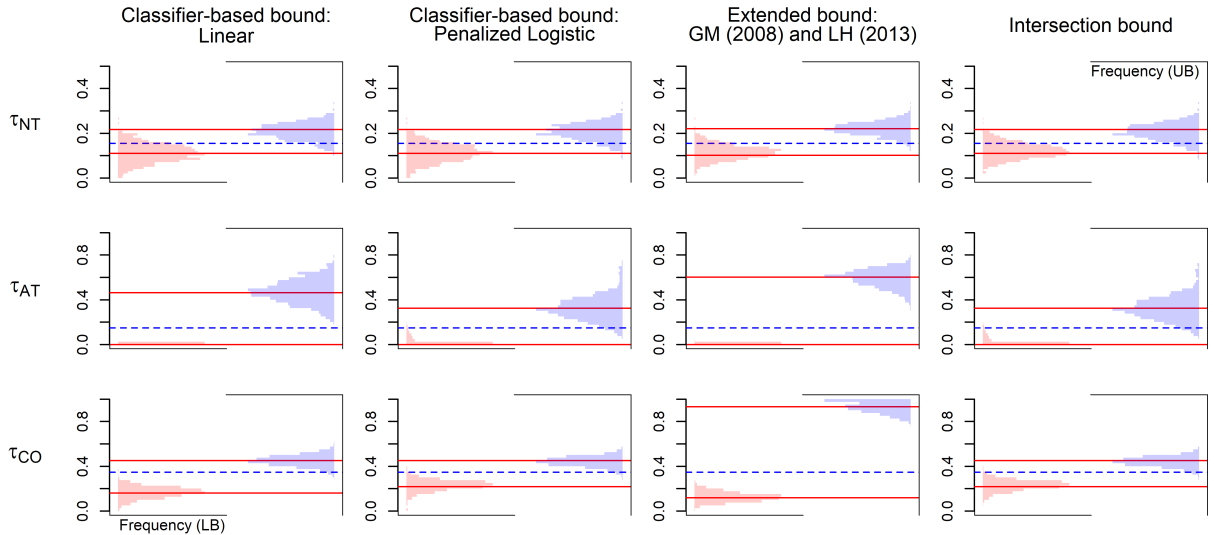 Classifier-based bound:
Linear
Classifier-based bound:
Penalized Logistic
Extended bound:
GM (2008) and LH (2013)
Intersection bound
τNT
0.0 0.2 0.4
0.0 0.2 0.4
0.0 0.2 0.4
0.0 0.2 0.4
Frequency (UB)
τAT
0.0 0.4 0.8
0.0 0.4 0.8
0.0 0.4 0.8
0.0 0.4 0.8
τCO
0.0 0.4 0.8
0.0 0.4 0.8
0.0 0.4 0.8
0.0 0.4 0.8
Frequency (LB)